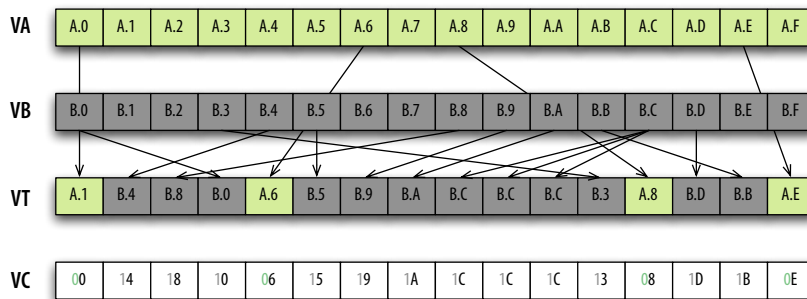 VA A.0 A.1 A.2 A.3 A.4 A.5 A.6 A.7 A.8 A.9 A.A A.B A.C A.D A.E A.F
VB B.0 B.1 B.2 B.3 B.4 B.5 B.6 B.7 B.8 B.9 B.A B.B B.C B.D B.E B.F
VT A.1 B.4 B.8 B.0 A.6 B.5 B.9 B.A B.C B.C B.C B.3 A.8 B.D B.B A.E
VC 00 14 18 10 06 15 19 1A 1C 1C 1C 13 08 1D 1B 0E